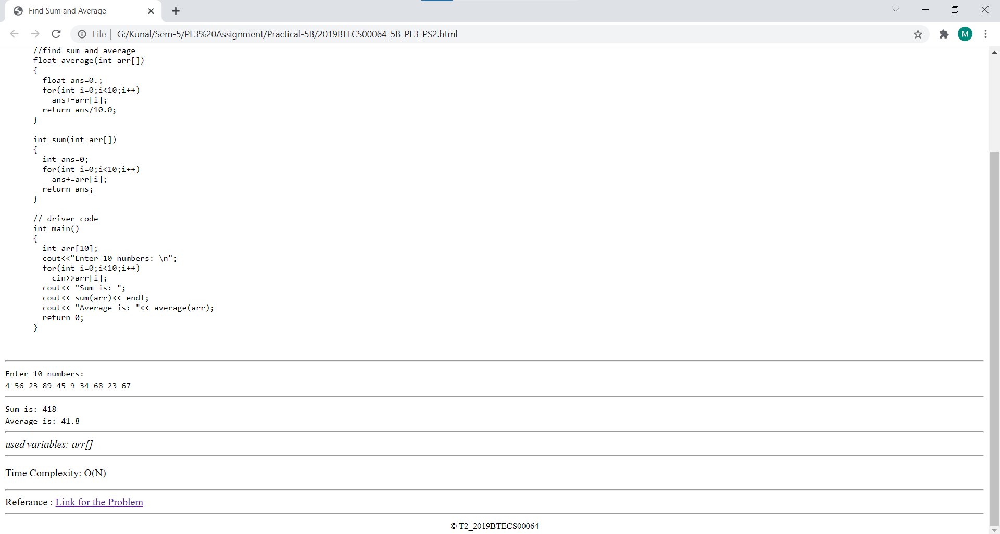 Find Sum and Average
File | G:/Kunal/Sem-5/PL3%20Assignment/Practical-5B/2019BTECS00064_5B_PL3_PS2.html
M
//find sum and average
float average(int arr[])
{
  float ans=0.;
  for(int i=0;i<10;i++)
    ans+=arr[i];
  return ans/10.0;
}
int sum(int arr[])
{
  int ans=0;
  for(int i=0;i<10;i++)
    ans+=arr[i];
  return ans;
}
// driver code
int main()
{
  int arr[10];
  cout<<"Enter 10 numbers: \n";
  for(int i=0;i<10;i++)
    cin>>arr[i];
  cout<< "Sum is: ";
  cout<< sum(arr)<< endl;
  cout<< "Average is: "<< average(arr);
  return 0;
}
Enter 10 numbers:
4 56 23 89 45 9 34 68 23 67
Sum is: 418
Average is: 41.8
used variables: arr[]
Time Complexity: O(N)
Referance : Link for the Problem
© T2_2019BTECS00064